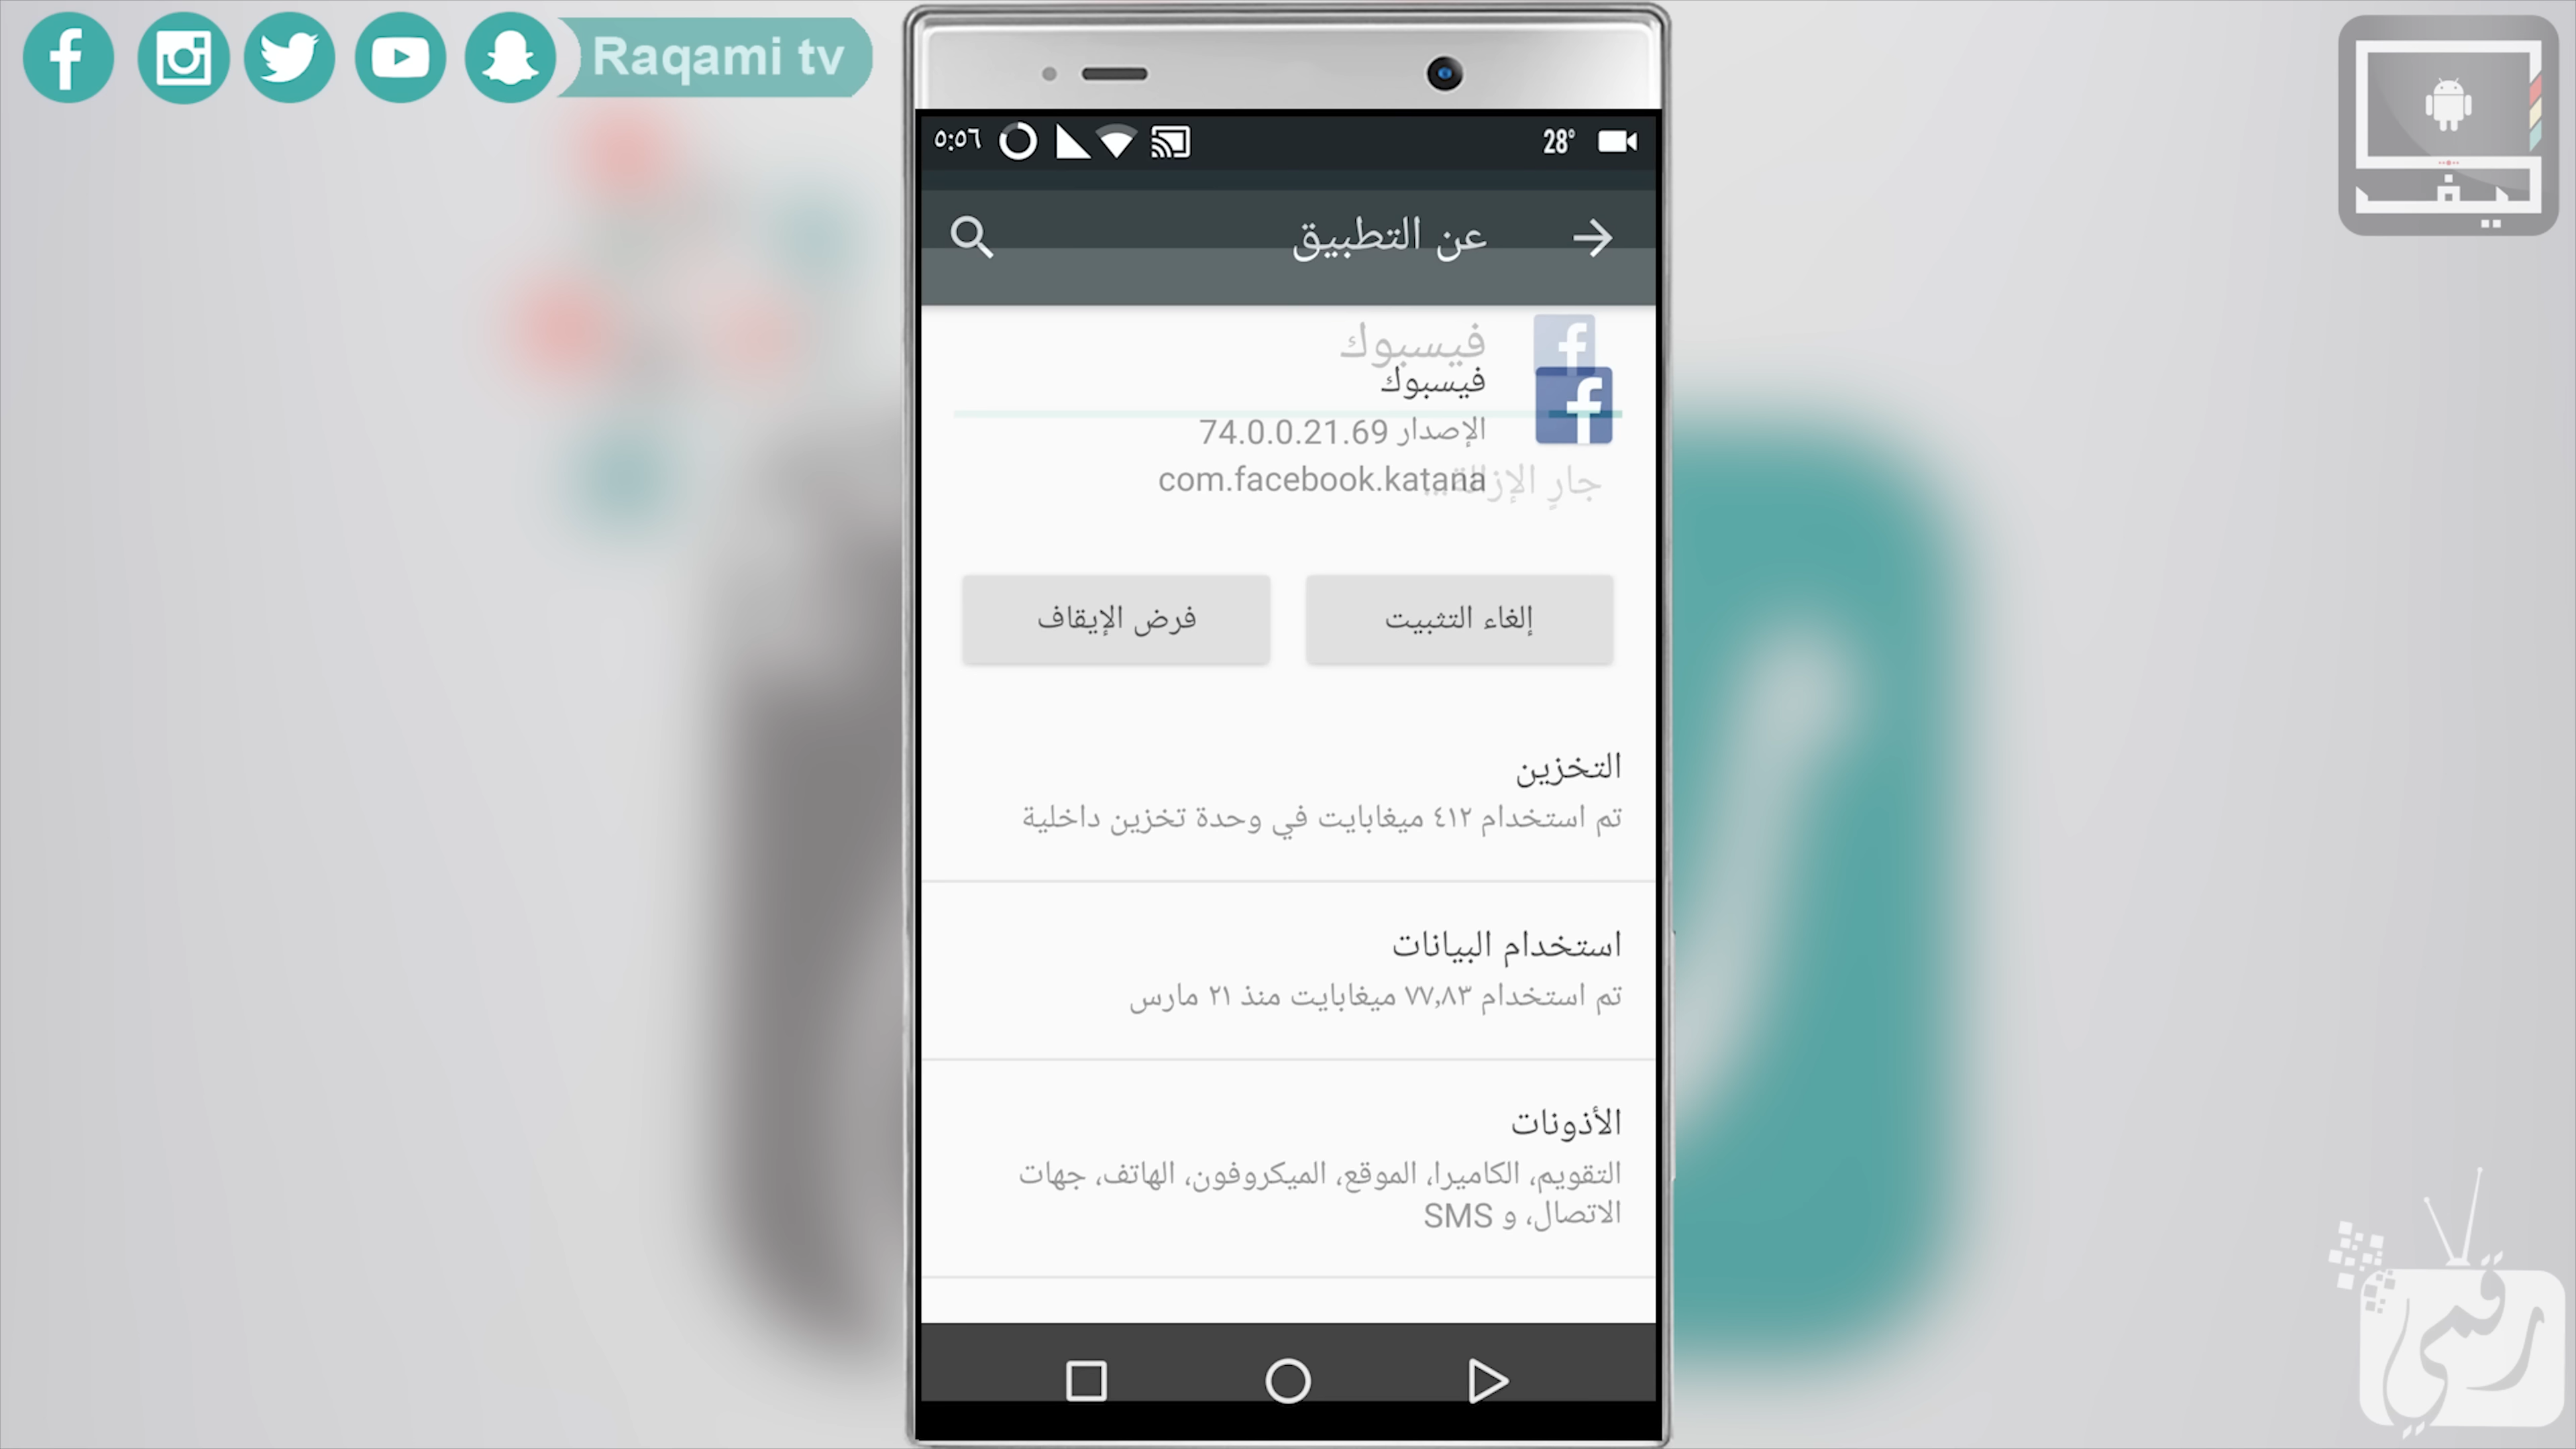 Raqami tv
٥:٥٦
28°
عن التطبيق
فيسبوك
فيسبوك
الإصدار 74.0.0.21.69
com.facebook.katana
جارٍ الإزالة...
إلغاء التثبيت
فرض الإيقاف
التخزين
تم استخدام ٤١٢ ميغابايت في وحدة تخزين داخلية
استخدام البيانات
تم استخدام ٧٧,٨٣ ميغابايت منذ ٢١ مارس
الأذونات
التقويم، الكاميرا، الموقع، الميكروفون، الهاتف، جهات
الاتصال، و SMS
رقمي